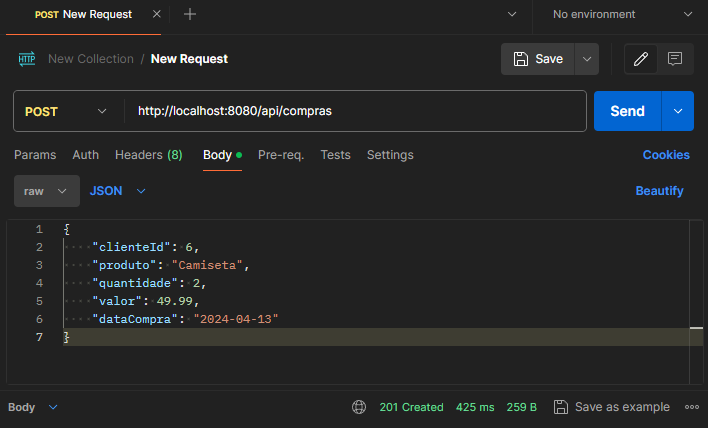 POST New Request
No environment
HTTP New Collection / New Request Save
POST http://localhost:8080/api/compras Send
Params Auth Headers (8) Body Pre-req. Tests Settings Cookies
raw JSON Beautify
1 {
2 "clienteId": 6,
3 "produto": "Camiseta",
4 "quantidade": 2,
5 "valor": 49.99,
6 "dataCompra": "2024-04-13"
7 }
Body 201 Created 425 ms 259 B Save as example